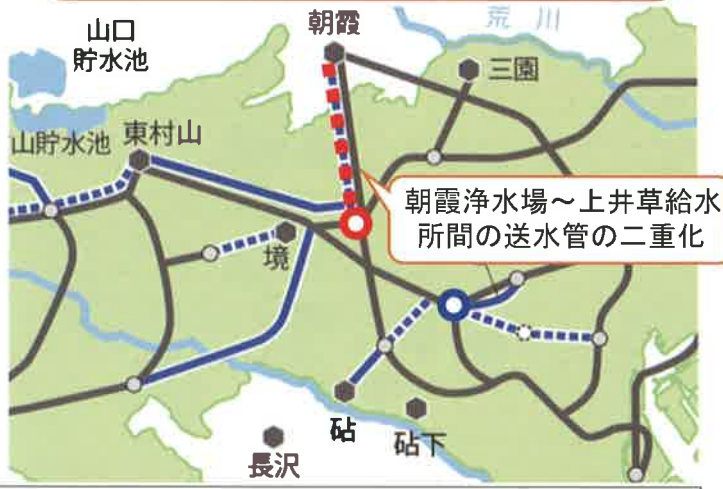 山口
貯水池
朝霞
荒川
三園
山貯水池
東村山
朝霞浄水場～上井草給水
所間の送水管の二重化
境
砧
砧下
長沢